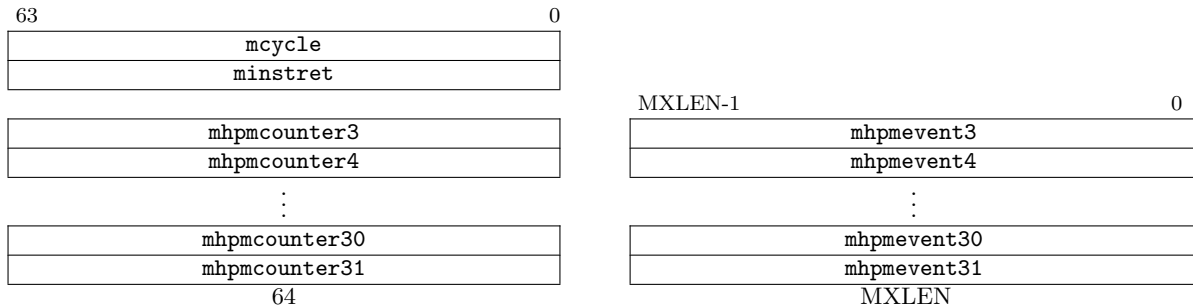 63 0
mcycle
minstret
mhpmcounter3
mhpmcounter4
⋮
mhpmcounter30
mhpmcounter31
64
MXLEN-1 0
mhpmevent3
mhpmevent4
⋮
mhpmevent30
mhpmevent31
MXLEN